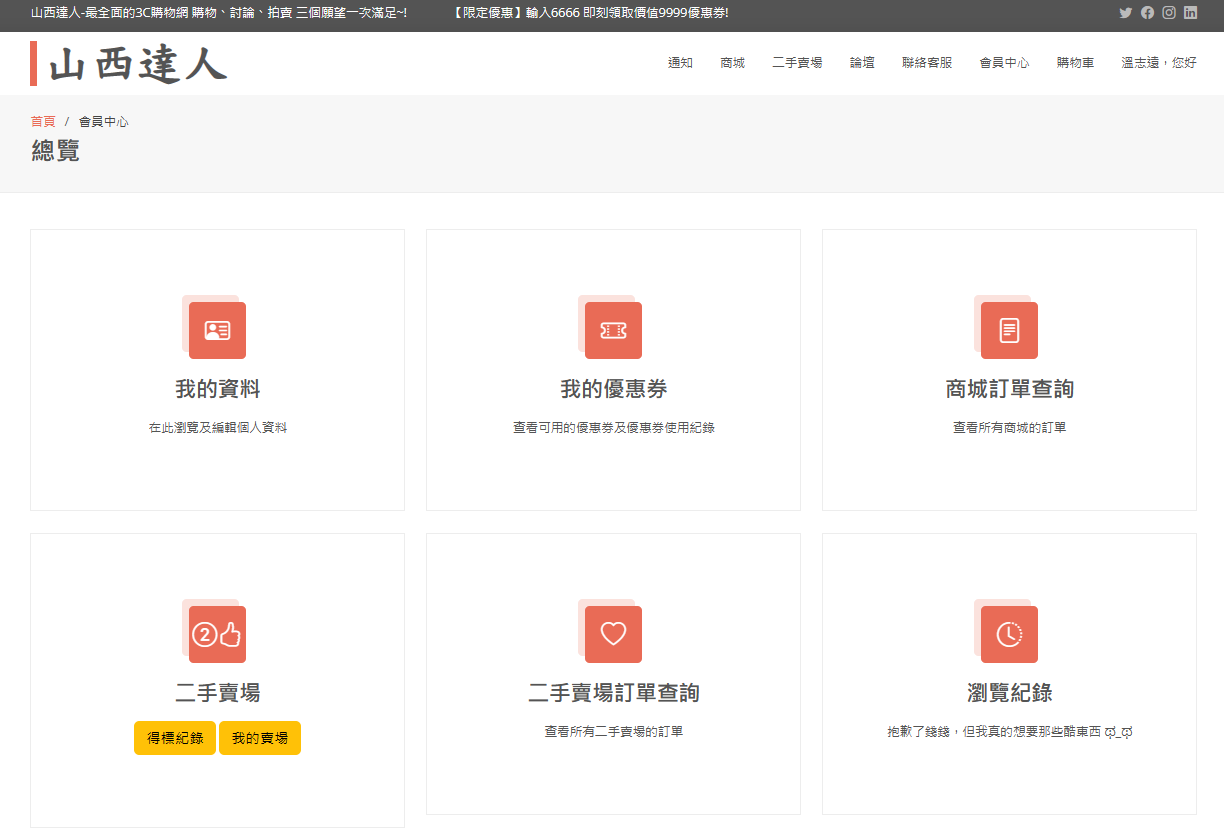 山西達人-最全面的3C購物網 購物、討論、拍賣 三個願望一次滿足~! 【限定優惠】輸入6666 即刻領取價值9999優惠券!
山西達人 通知 商城 二手賣場 論壇 聯絡客服 會員中心 購物車 溫志遠，您好
首頁 / 會員中心
總覽
我的資料 我的優惠券 商城訂單查詢
在此瀏覽及編輯個人資料 查看可用的優惠券及優惠券使用紀錄 查看所有商城的訂單
2
二手賣場 二手賣場訂單查詢 瀏覽紀錄
得標紀錄 我的賣場 查看所有二手賣場的訂單 抱歉了錢錢，但我真的想要那些酷東西 ಥ_ಥ